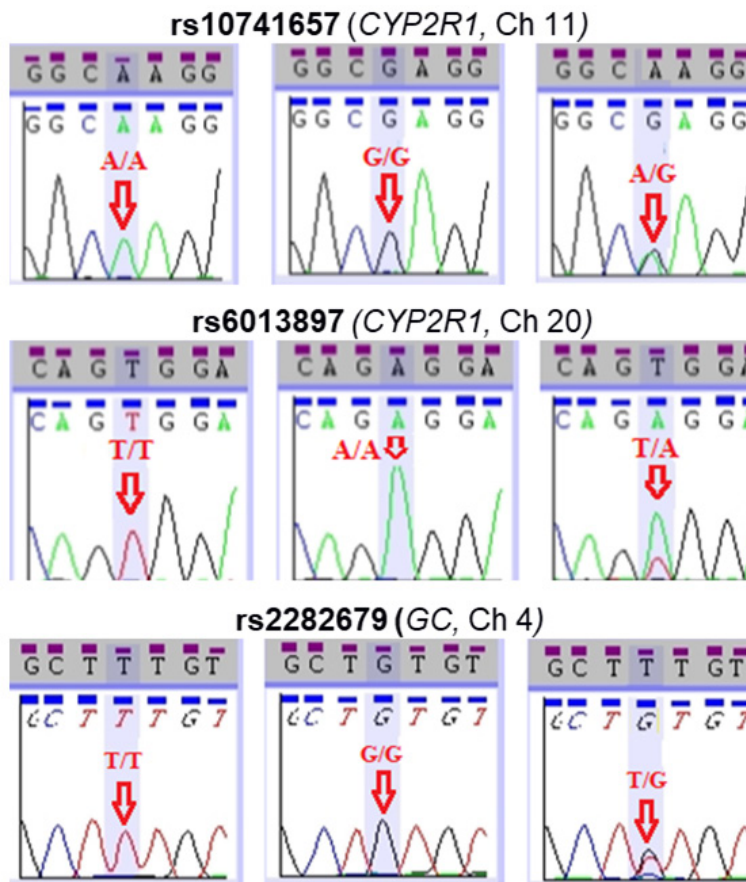 rs10741657 (CYP2R1, Ch 11)
G G C A A G G
G G C A A G G
A/A
G G C G A G G
G G C G A G G
G/G
G G C A A G G
G G C G A G G
A/G
rs6013897 (CYP2R1, Ch 20)
C A G T G G A
C A G T G G A
T/T
C A G A G G A
C A G A G G A
A/A
C A G T G G A
C A G A G G A
T/A
rs2282679 (GC, Ch 4)
G C T T T G T
G C T T T G T
T/T
G C T G T G T
G C T G T G T
G/G
G C T T T G T
G C T G T G T
T/G